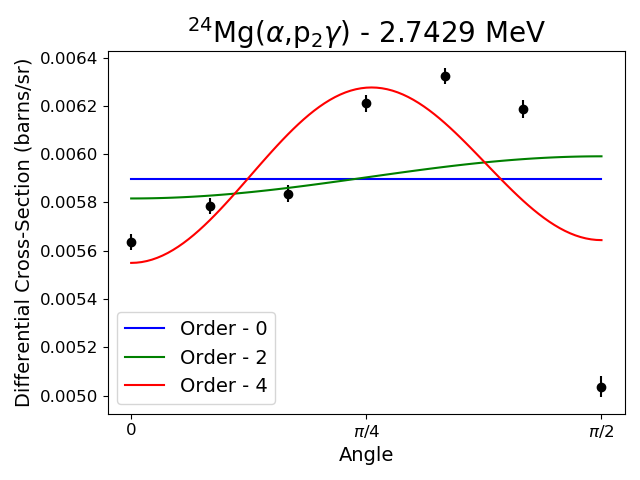 ²⁴Mg(α,p₂γ) - 2.7429 MeV
Differential Cross-Section (barns/sr)
0.0064
0.0062
0.0060
0.0058
0.0056
0.0054
0.0052
0.0050
Order - 0
Order - 2
Order - 4
0
π/4
π/2
Angle